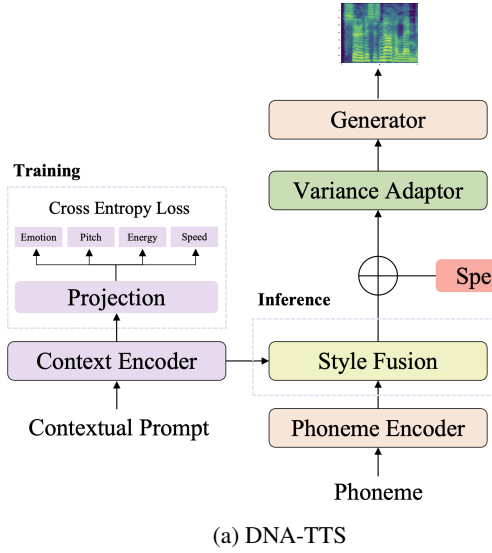 Generator
Training
Variance Adaptor
Cross Entropy Loss
Emotion Pitch Energy Speed
Projection
Spe
Inference
Context Encoder
Style Fusion
Contextual Prompt
Phoneme Encoder
Phoneme
(a) DNA-TTS